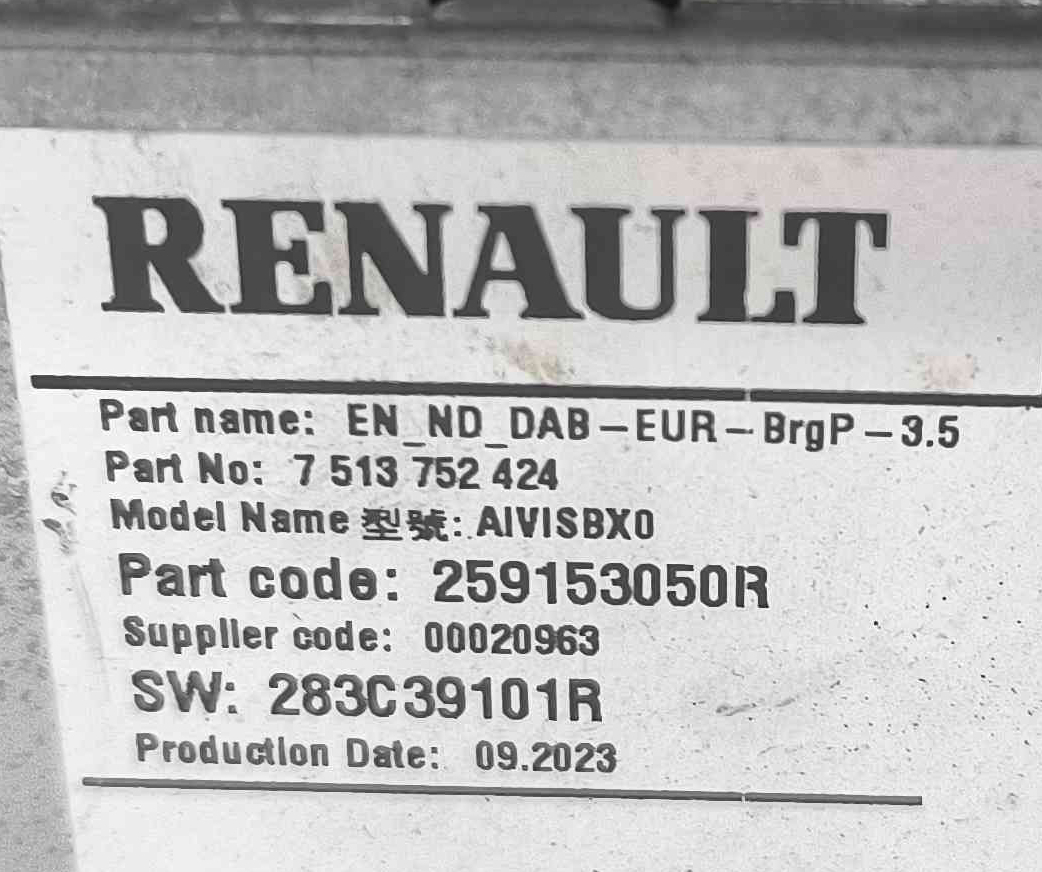 RENAULT
Part name: EN_ND_DAB-EUR-BrgP-3.5
Part No: 7 513 752 424
Model Name 型號: AIVISBX0
Part code: 259153050R
Supplier code: 00020963
SW: 283C39101R
Production Date: 09.2023